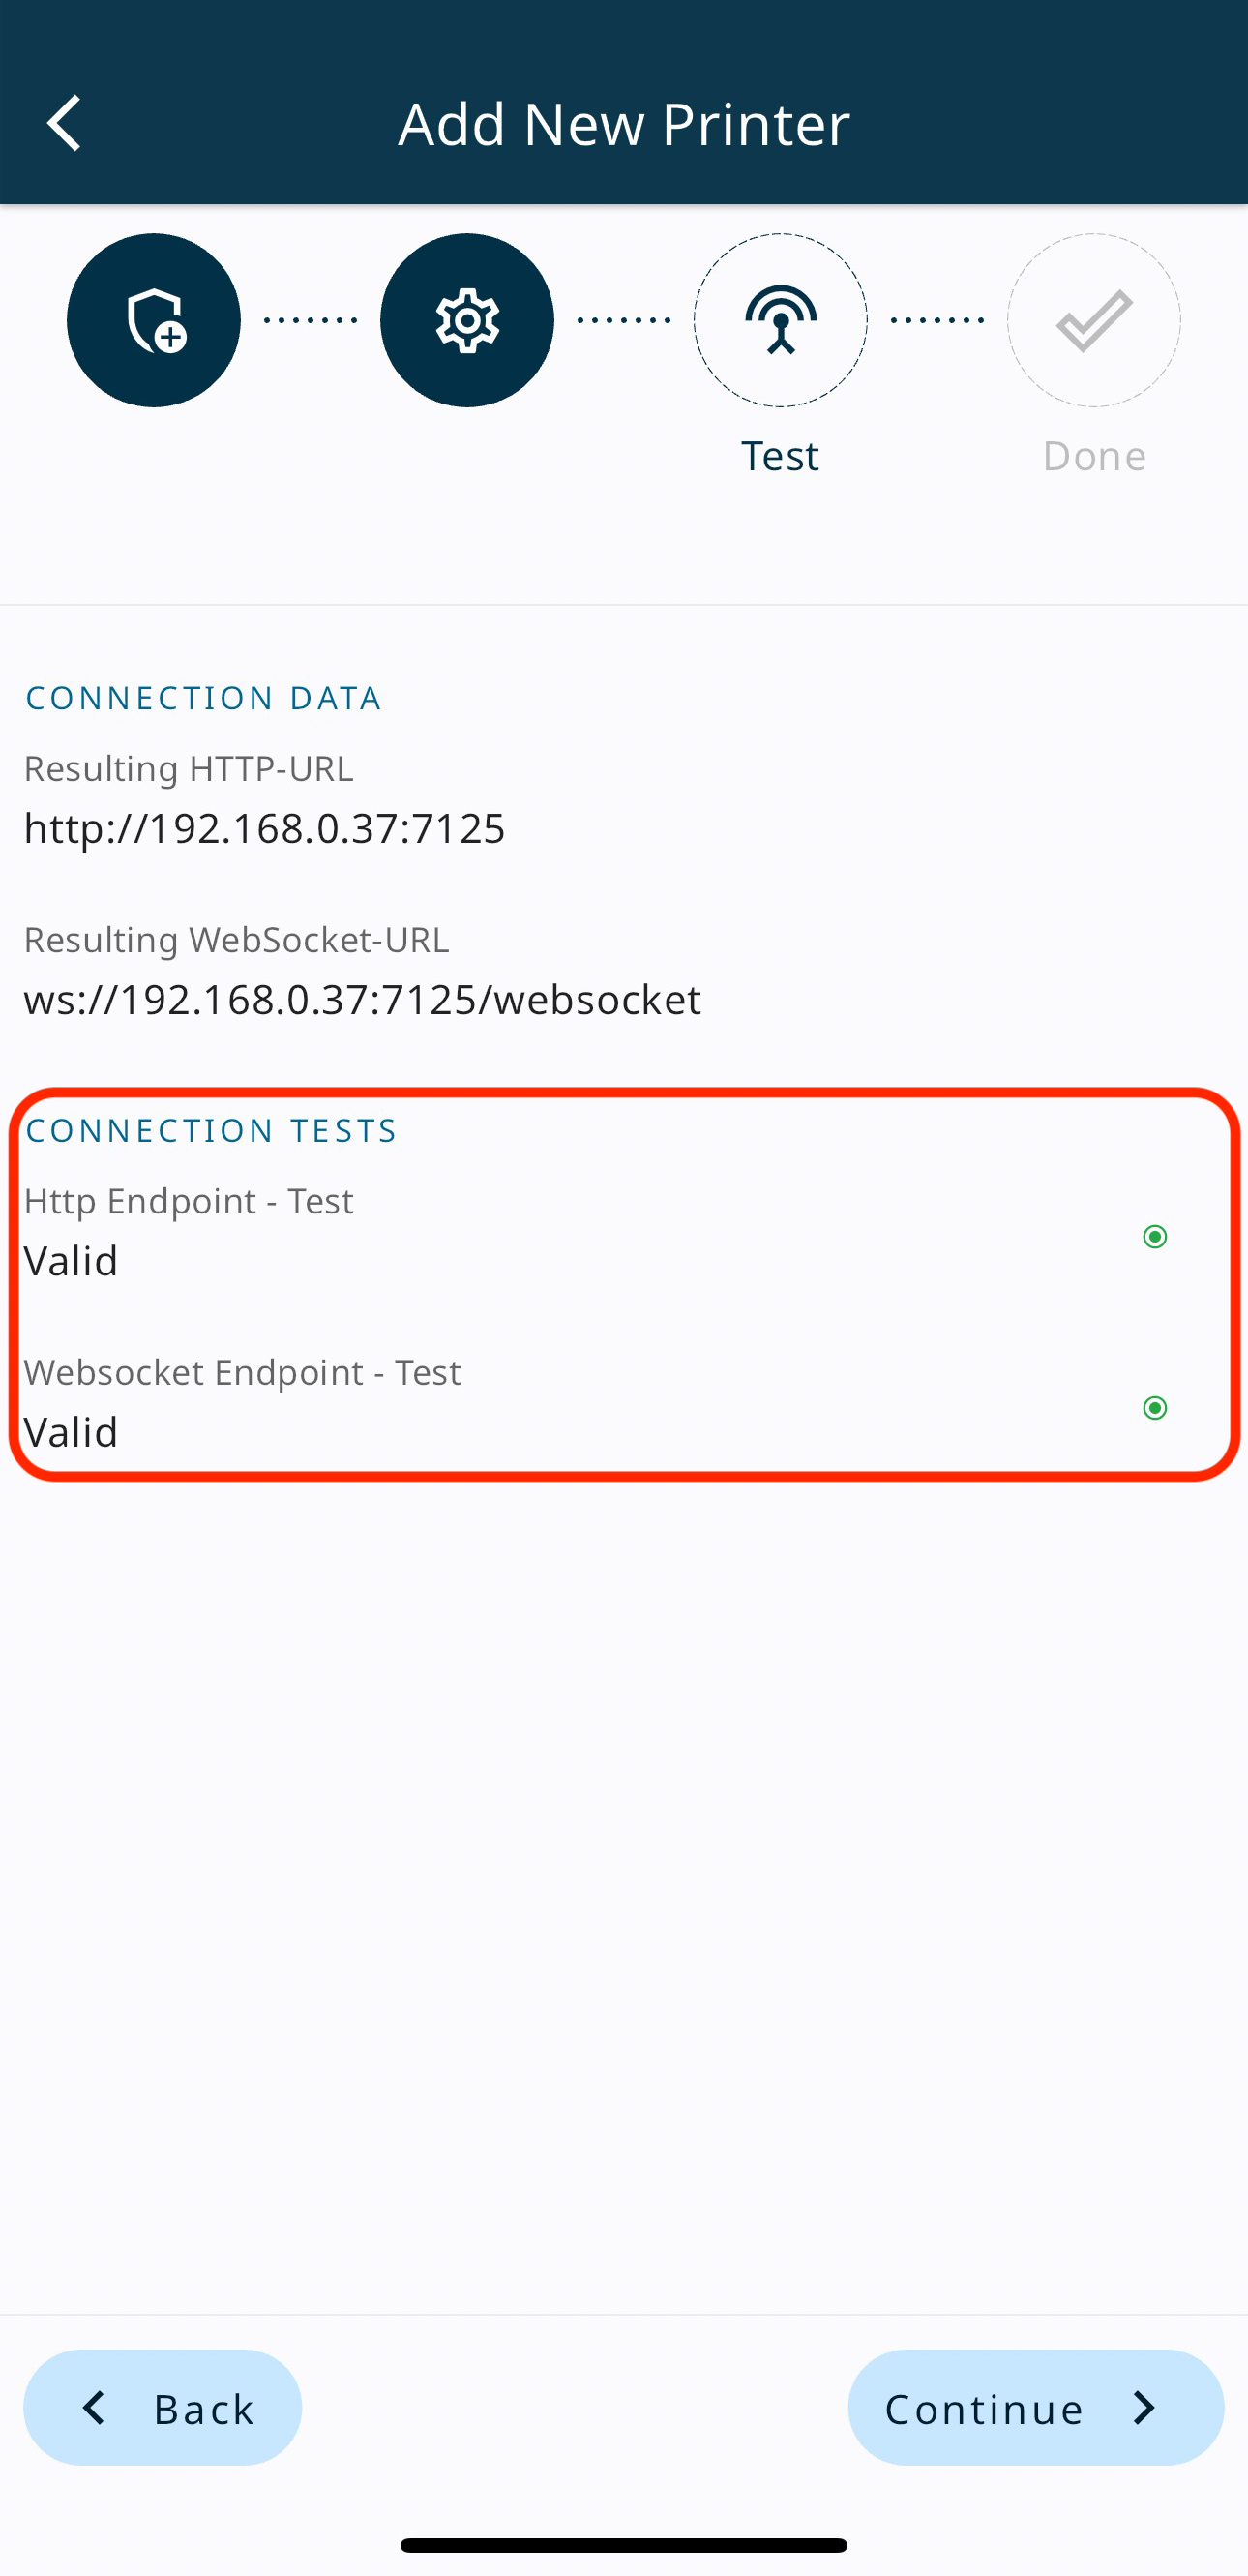 Add New Printer
Test
Done
CONNECTION DATA
Resulting HTTP-URL
http://192.168.0.37:7125
Resulting WebSocket-URL
ws://192.168.0.37:7125/websocket
CONNECTION TESTS
Http Endpoint - Test
Valid
Websocket Endpoint - Test
Valid
Back
Continue